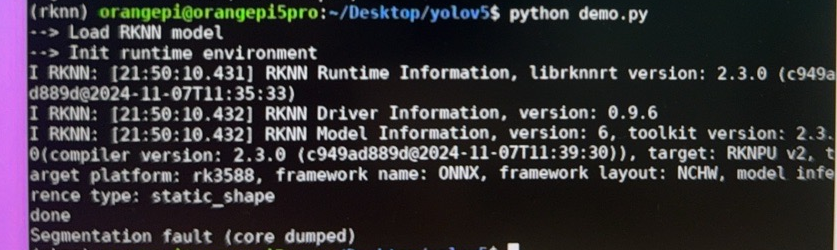 (rknn) orangepi@orangepi5pro:~/Desktop/yolov5$ python demo.py
--> Load RKNN model
--> Init runtime environment
I RKNN: [21:50:10.431] RKNN Runtime Information, librknnrt version: 2.3.0 (c949a
d889d@2024-11-07T11:35:33)
I RKNN: [21:50:10.432] RKNN Driver Information, version: 0.9.6
I RKNN: [21:50:10.432] RKNN Model Information, version: 6, toolkit version: 2.3.
0(compiler version: 2.3.0 (c949ad889d@2024-11-07T11:39:30)), target: RKNPU v2, t
arget platform: rk3588, framework name: ONNX, framework layout: NCHW, model infe
rence type: static_shape
done
Segmentation fault (core dumped)